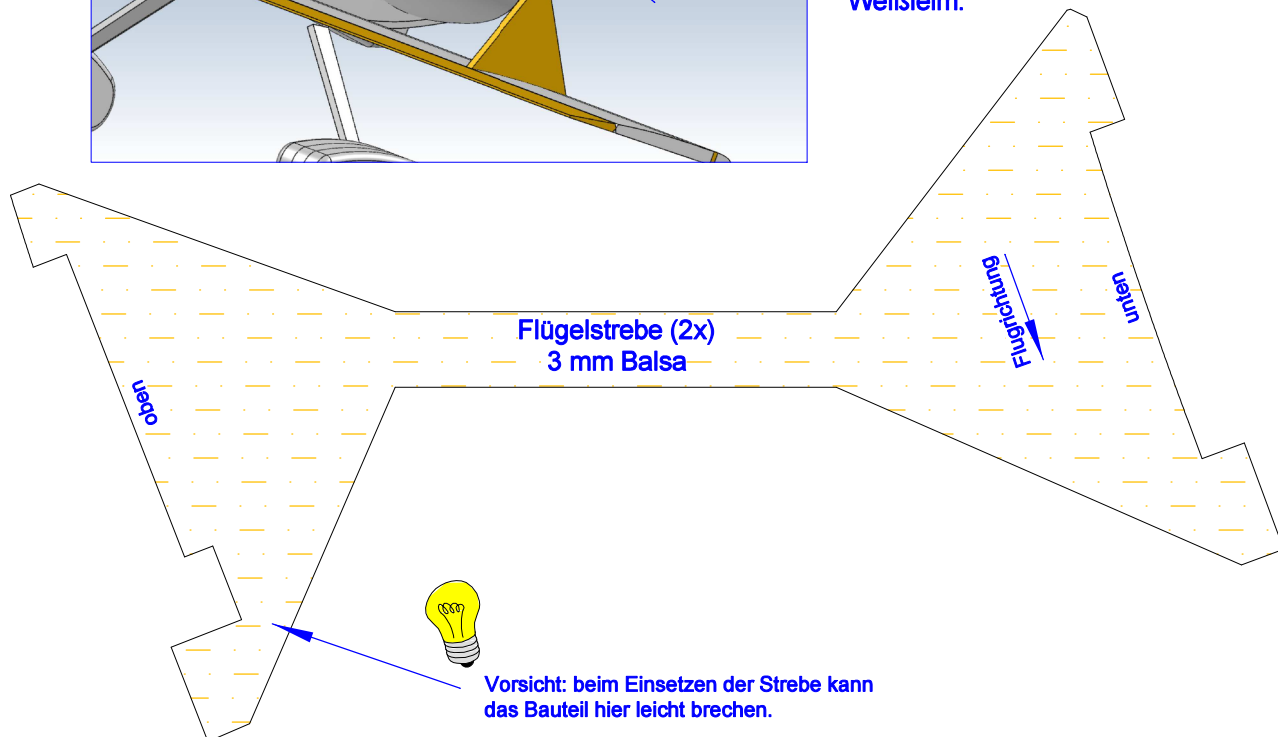 Weißleim.
Flügelstrebe (2x)
3 mm Balsa
Flugrichtung
unten
oben
Vorsicht: beim Einsetzen der Strebe kann
das Bauteil hier leicht brechen.